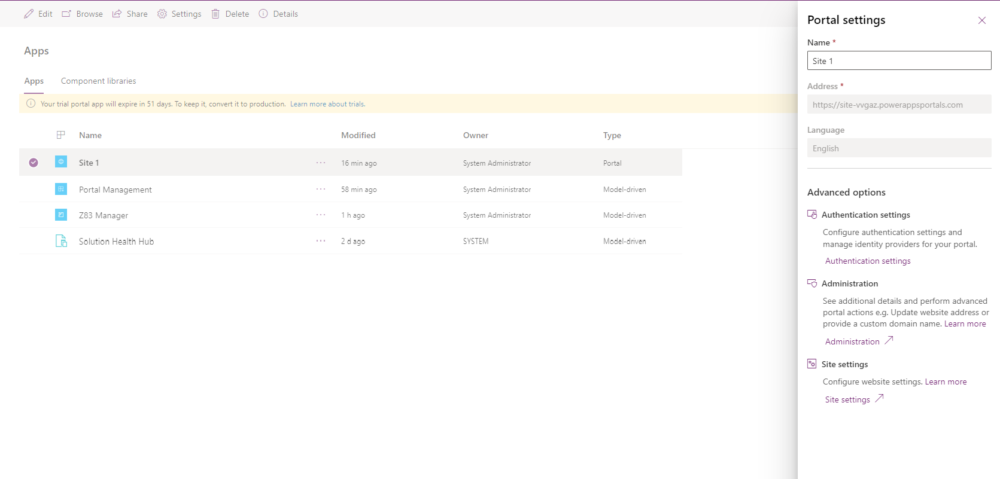 Edit Browse Share Settings Delete Details
Apps
Apps Component libraries
Your trial portal app will expire in 51 days. To keep it, convert it to production. Learn more about trials.
Name Modified Owner Type
Site 1 ··· 16 min ago System Administrator Portal
Portal Management ··· 58 min ago System Administrator Model-driven
Z83 Manager ··· 1 h ago System Administrator Model-driven
Solution Health Hub ··· 2 d ago SYSTEM Model-driven
Portal settings
Name *
Site 1
Address *
https://site-vvgaz.powerappsportals.com
Language
English
Advanced options
Authentication settings
Configure authentication settings and
manage identity providers for your portal.
Authentication settings
Administration
See additional details and perform advanced
portal actions e.g. Update website address or
provide a custom domain name. Learn more
Administration
Site settings
Configure website settings. Learn more
Site settings